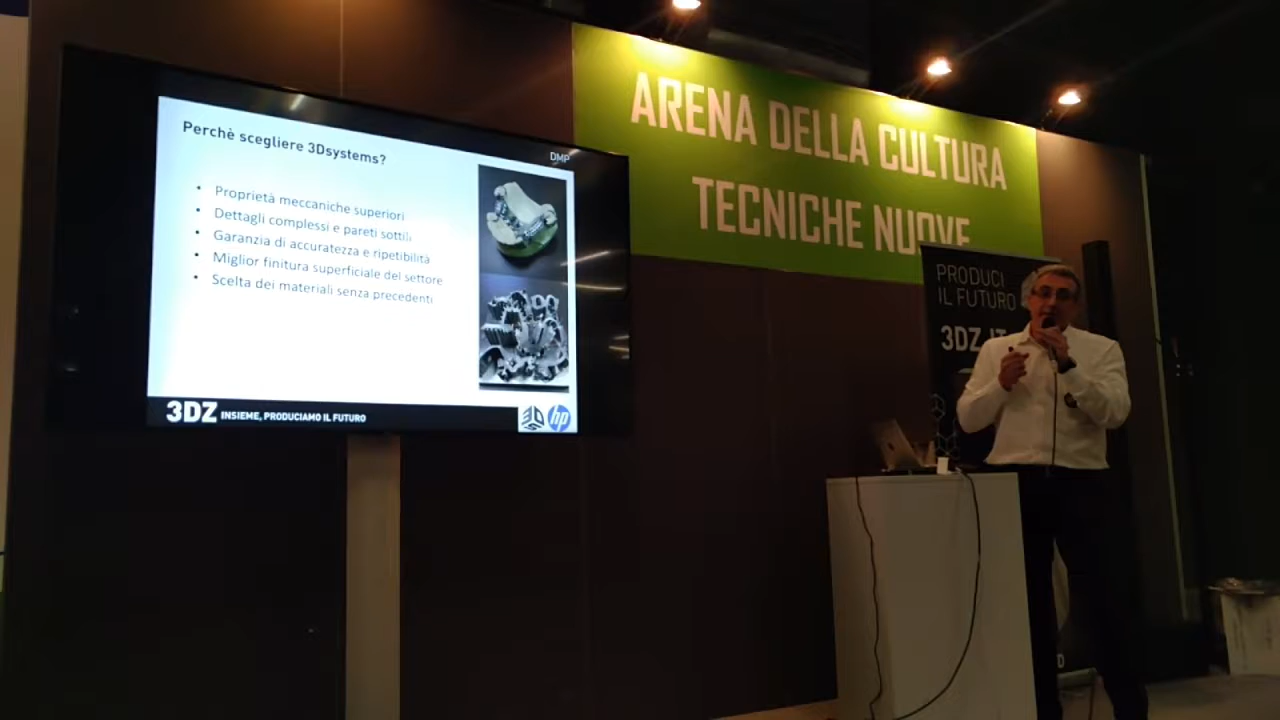 ARENA DELLA CULTURA
TECNICHE NUOVE
Perchè scegliere 3Dsystems?
DMP
• Proprietà meccaniche superiori
• Dettagli complessi e pareti sottili
• Garanzia di accuratezza e ripetibilità
• Miglior finitura superficiale del settore
• Scelta dei materiali senza precedenti
3DZ INSIEME, PRODUCIAMO IL FUTURO
3DS
hp
PRODUCI
IL FUTURO
3DZ.IT